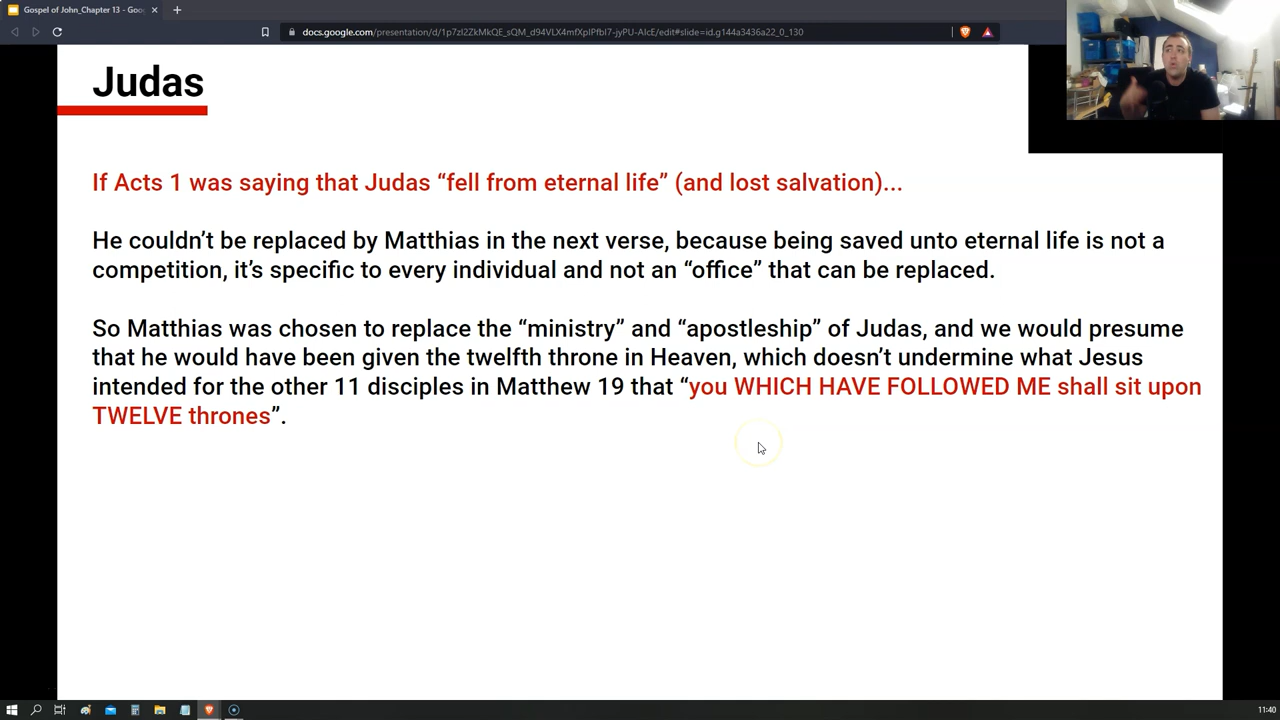 Gospel of John_Chapter 13 - Goo
docs.google.com/presentation/d/1p7zI2ZkMkQE_sQM_d94VLX4mfXpIPfbI7-jyPU-AIcE/edit#slide=id.g144a3436a22_0_130
Judas
If Acts 1 was saying that Judas “fell from eternal life” (and lost salvation)...
He couldn’t be replaced by Matthias in the next verse, because being saved unto eternal life is not a
competition, it’s specific to every individual and not an “office” that can be replaced.
So Matthias was chosen to replace the “ministry” and “apostleship” of Judas, and we would presume
that he would have been given the twelfth throne in Heaven, which doesn’t undermine what Jesus
intended for the other 11 disciples in Matthew 19 that “you WHICH HAVE FOLLOWED ME shall sit upon
TWELVE thrones”.
11:40